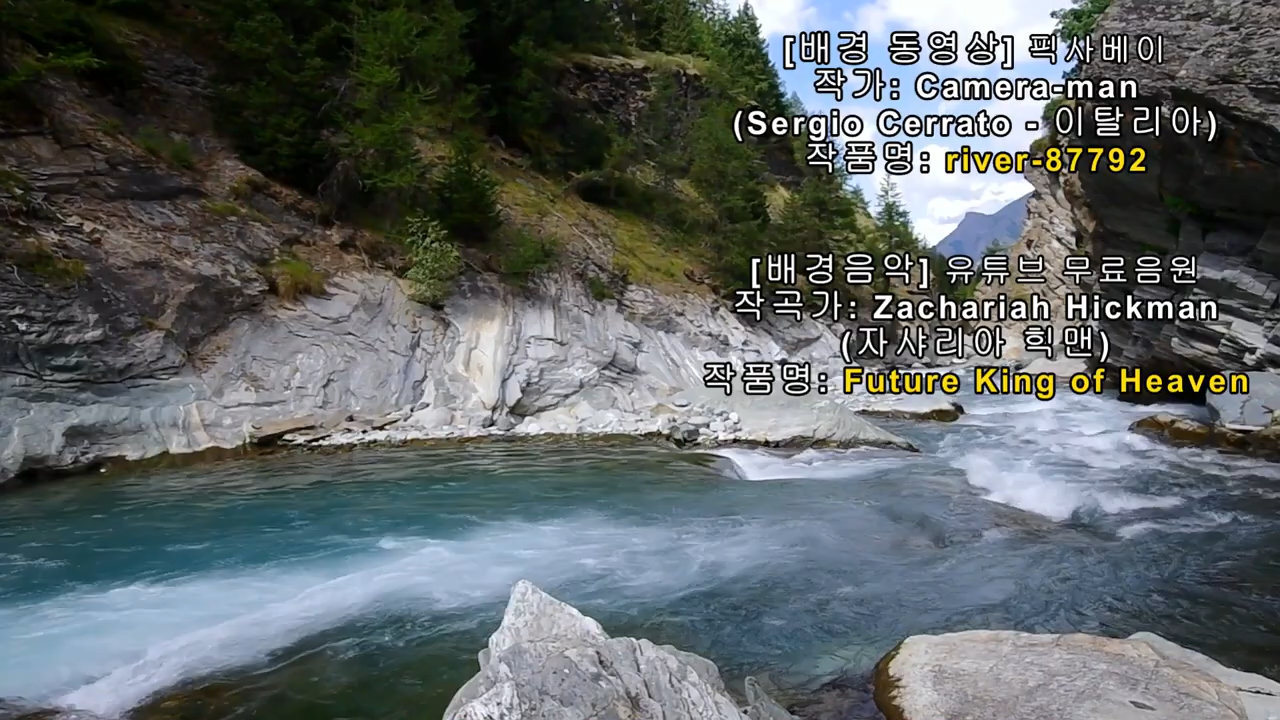 [배경 동영상] 픽사베이
작가: Camera-man
(Sergio Cerrato - 이탈리아)
작품명: river-87792
[배경음악] 유튜브 무료음원
작곡가: Zachariah Hickman
(자샤리아 힉맨)
작품명: Future King of Heaven